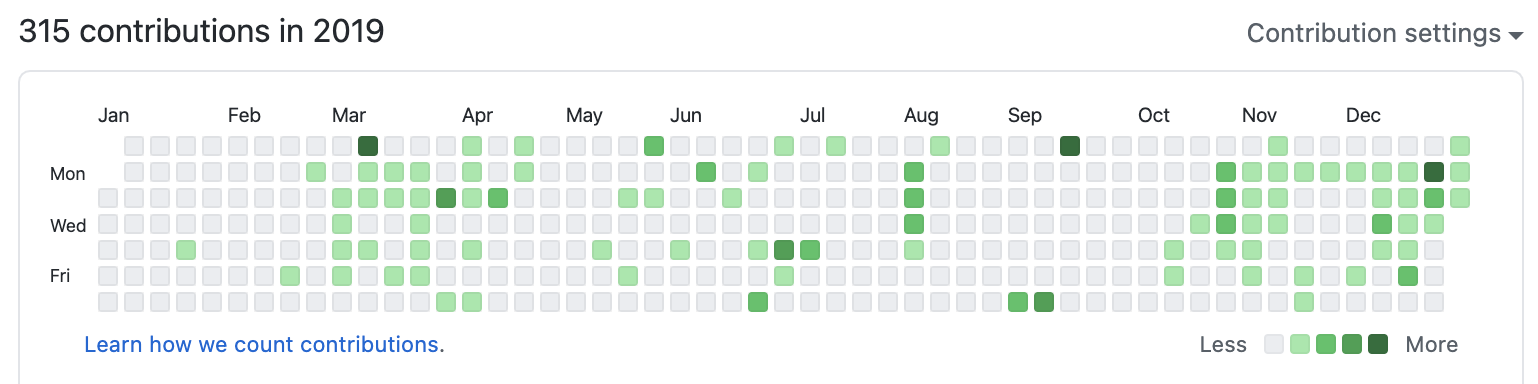 315 contributions in 2019
Contribution settings
Jan Feb Mar Apr May Jun Jul Aug Sep Oct Nov Dec
Mon
Wed
Fri
Learn how we count contributions.
Less More